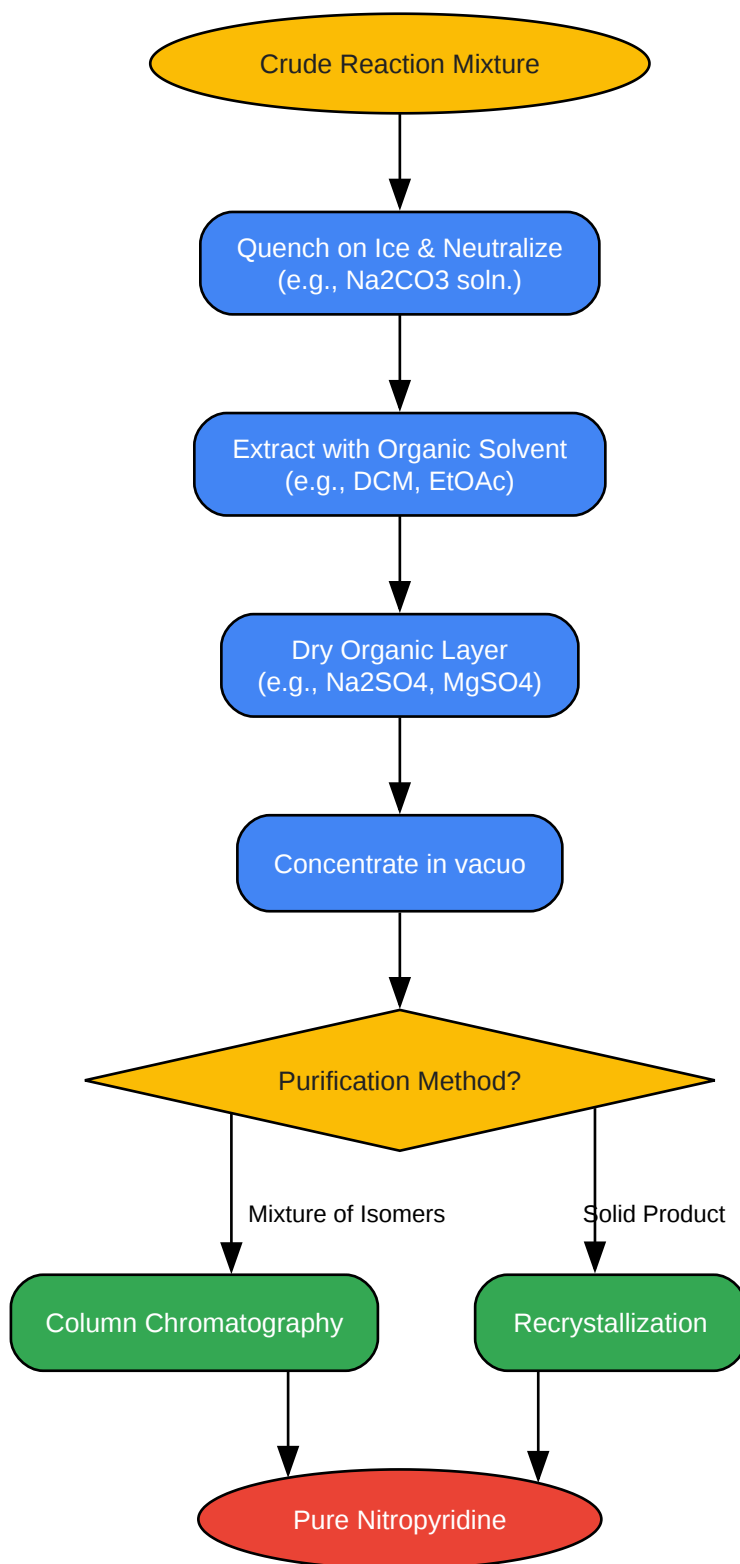 Crude Reaction Mixture
Quench on Ice & Neutralize
(e.g., Na2CO3 soln.)
Extract with Organic Solvent
(e.g., DCM, EtOAc)
Dry Organic Layer
(e.g., Na2SO4, MgSO4)
Concentrate in vacuo
Purification Method?
Mixture of Isomers
Solid Product
Column Chromatography
Recrystallization
Pure Nitropyridine